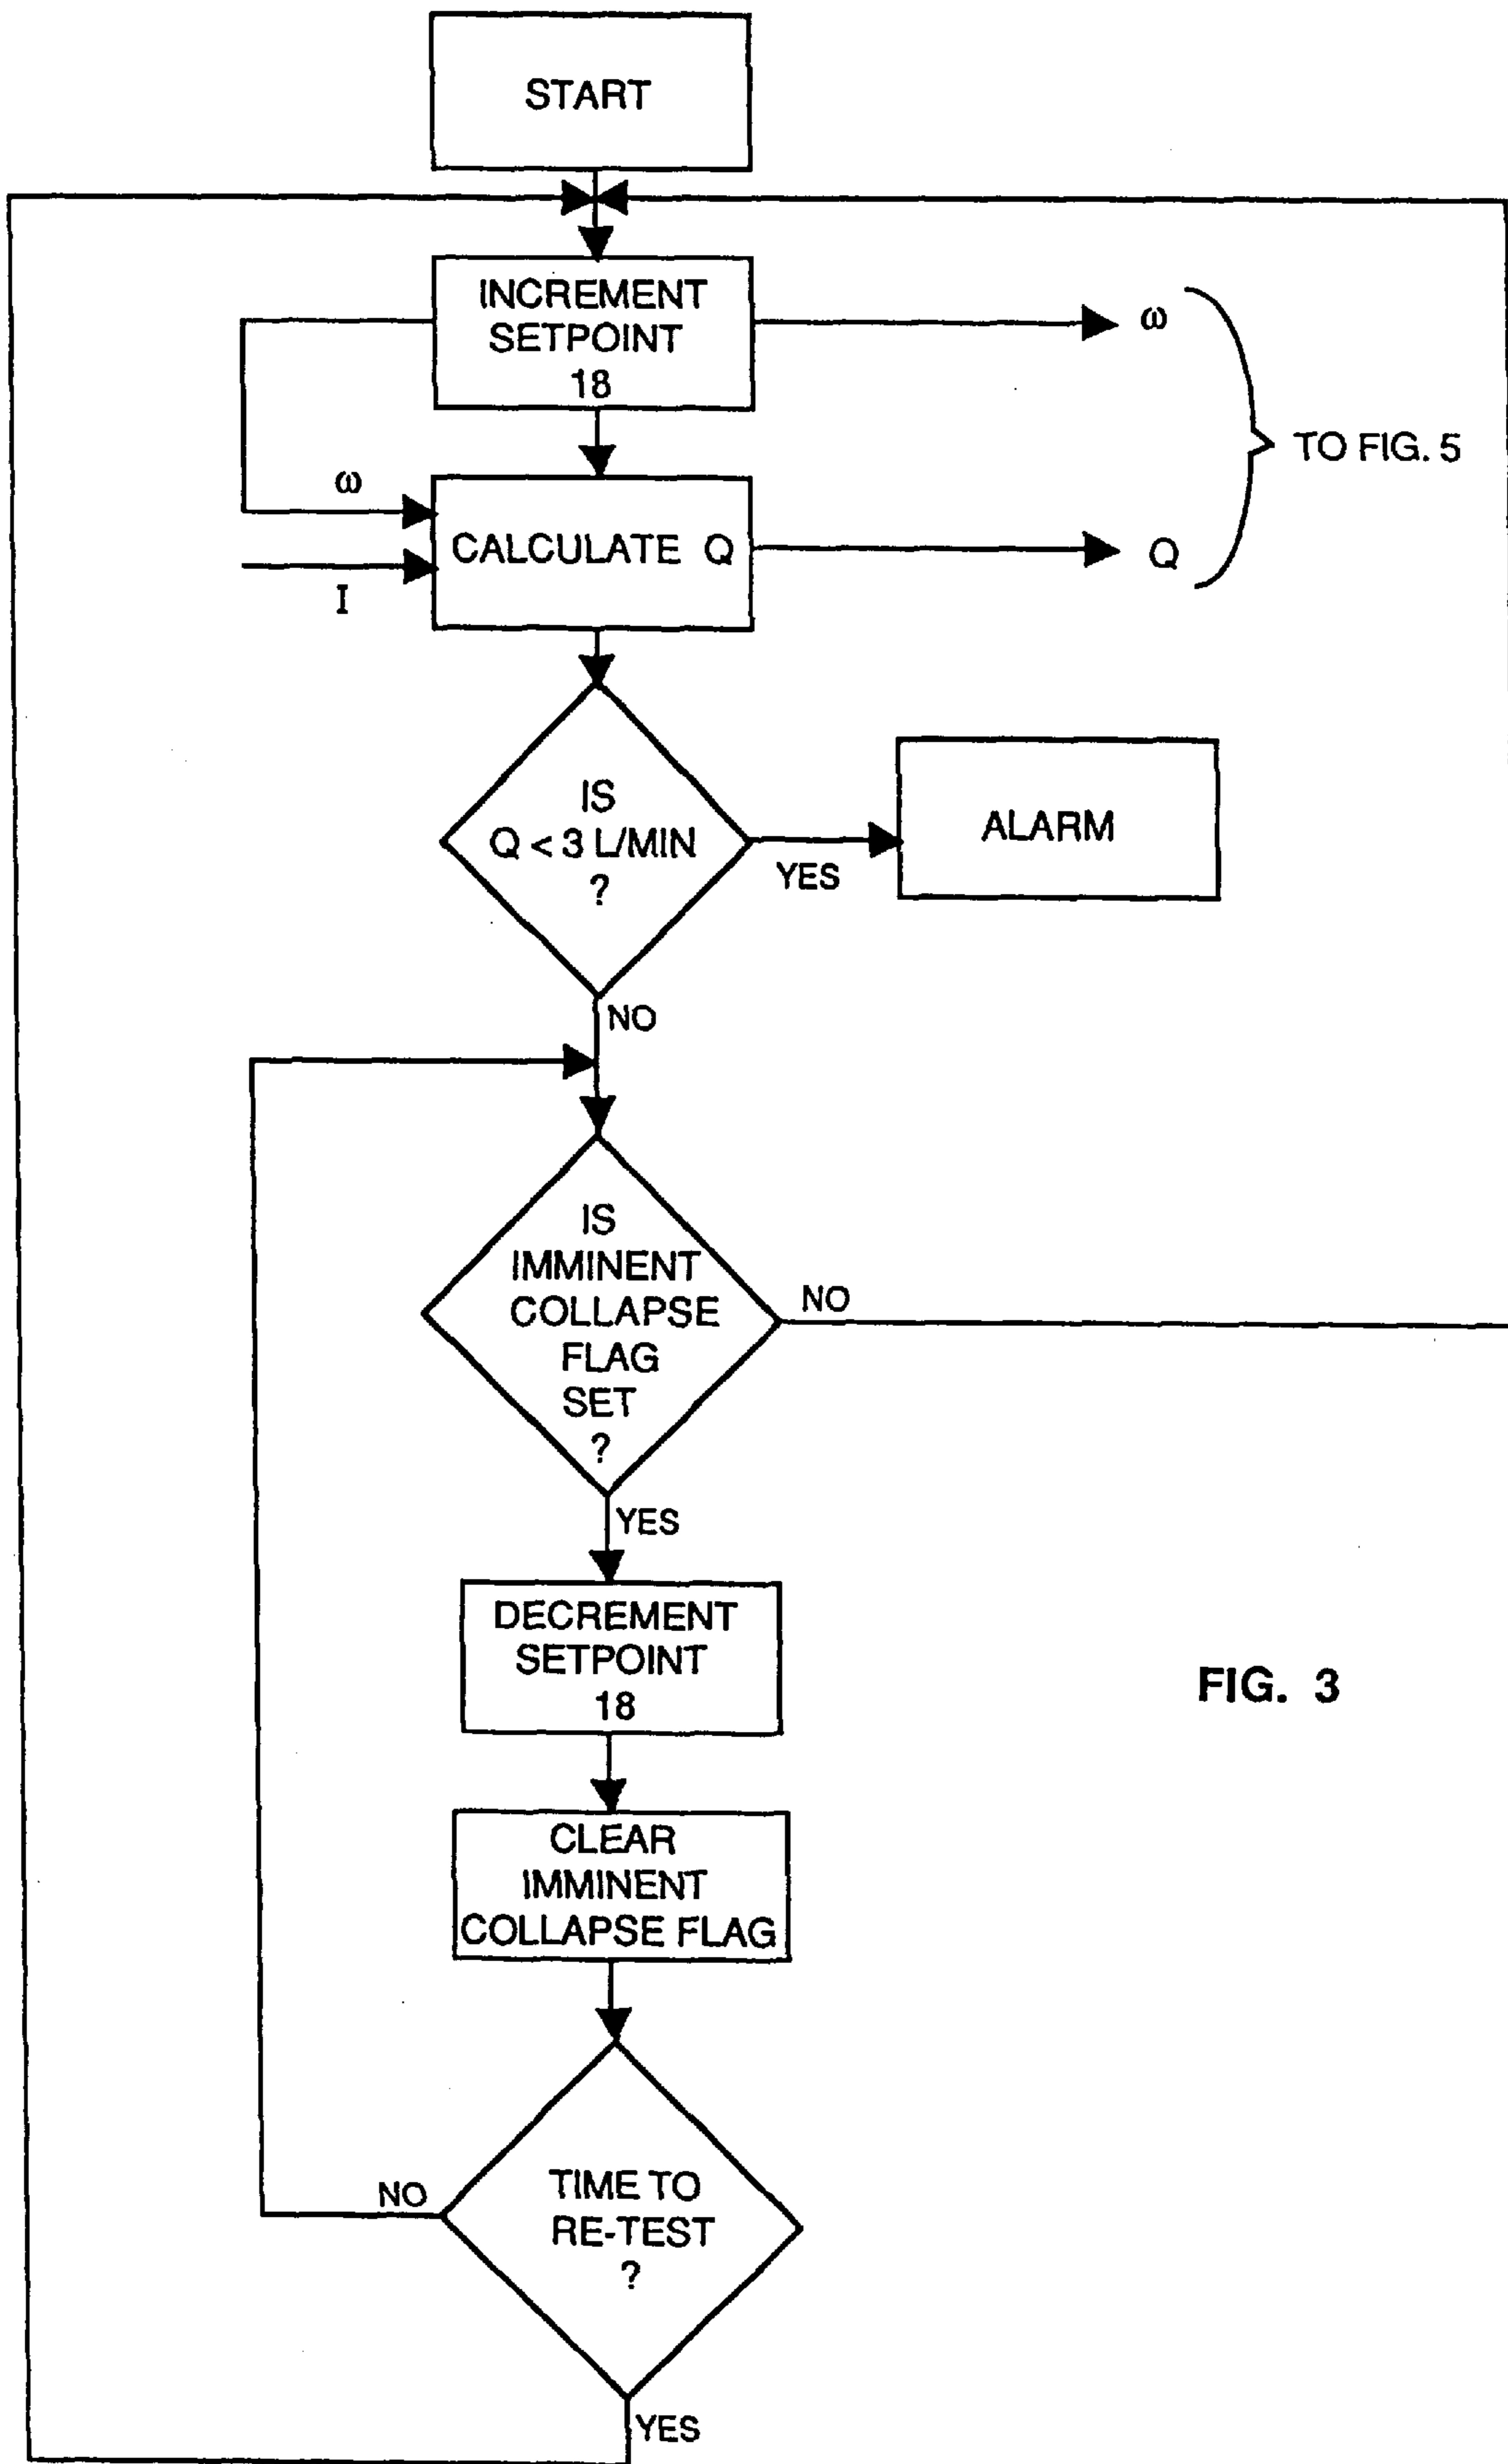 START
INCREMENT
SETPOINT
18
ω
TO FIG. 5
ω
CALCULATE Q
Q
I
IS
Q < 3 L/MIN
?
YES
ALARM
NO
IS
IMMINENT
COLLAPSE
FLAG
SET
?
NO
YES
DECREMENT
SETPOINT
18
FIG. 3
CLEAR
IMMINENT
COLLAPSE FLAG
NO
TIME TO
RE-TEST
?
YES